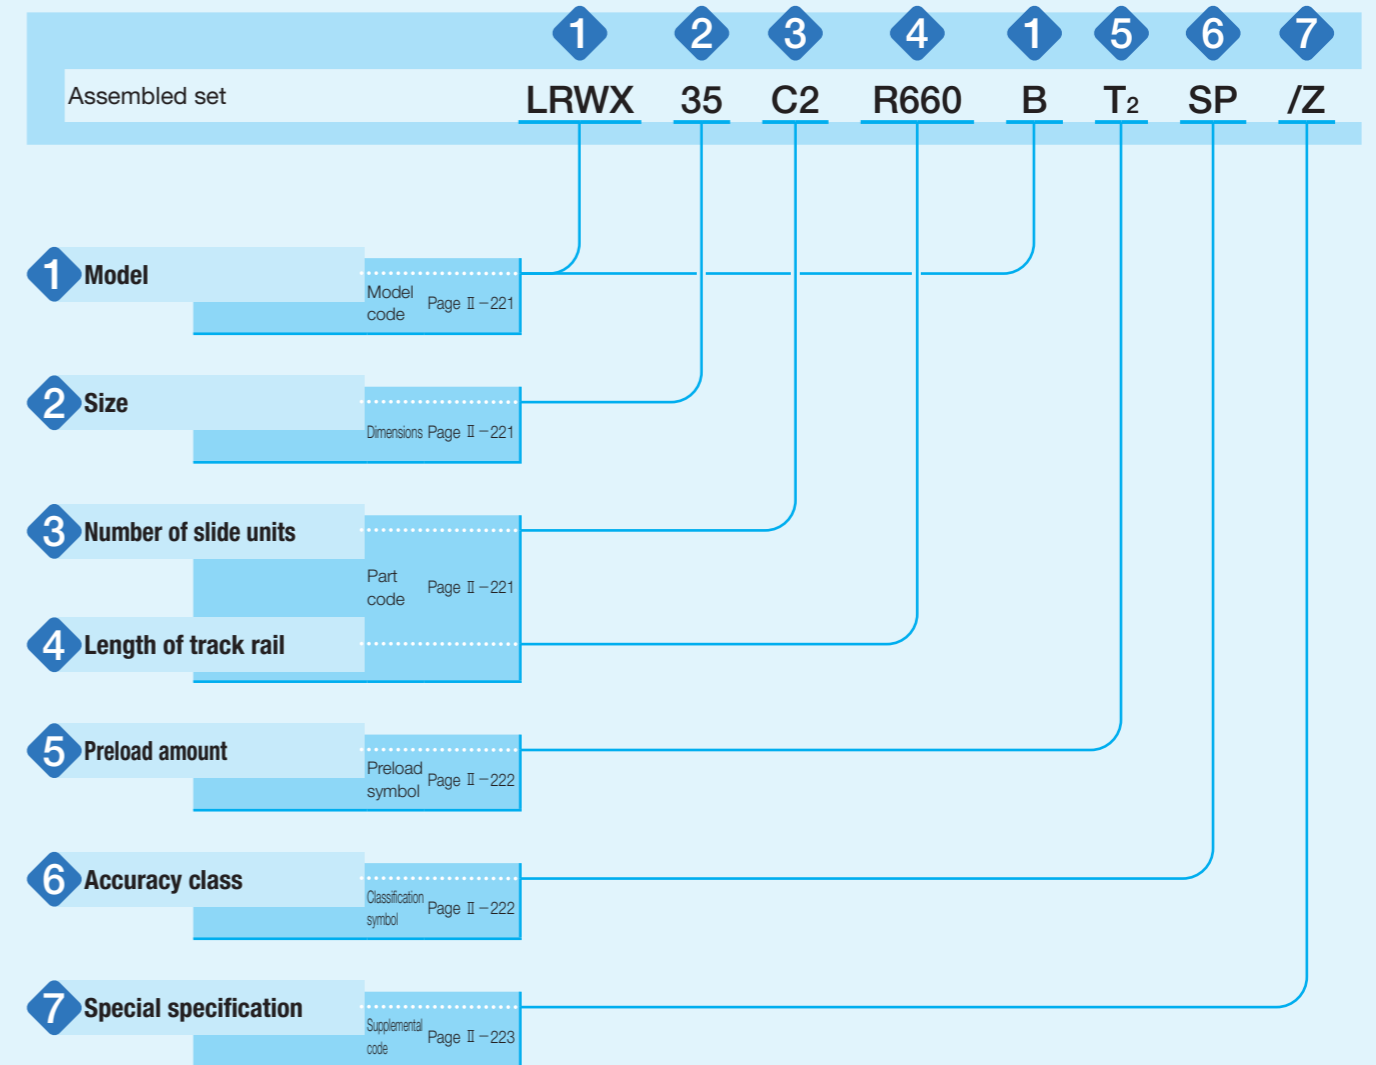 1 2 3 4 1 5 6 7
Assembled set LRWX 35 C2 R660 B T2 SP /Z
1 Model
Model code Page Ⅱ-221
2 Size
Dimensions Page Ⅱ-221
3 Number of slide units
Part code Page Ⅱ-221
4 Length of track rail
5 Preload amount
Preload symbol Page Ⅱ-222
6 Accuracy class
Classification symbol Page Ⅱ-222
7 Special specification
Supplemental code Page Ⅱ-223